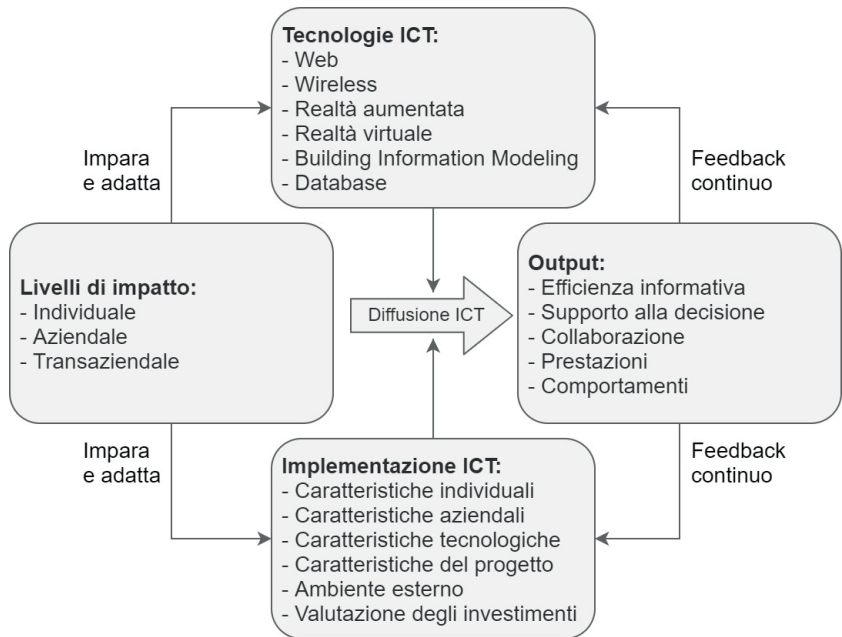 Tecnologie ICT:
- Web
- Wireless
- Realtà aumentata
- Realtà virtuale
- Building Information Modeling
- Database
Impara
e adatta
Feedback
continuo
Livelli di impatto:
- Individuale
- Aziendale
- Transaziendale
Diffusione ICT
Output:
- Efficienza informativa
- Supporto alla decisione
- Collaborazione
- Prestazioni
- Comportamenti
Impara
e adatta
Feedback
continuo
Implementazione ICT:
- Caratteristiche individuali
- Caratteristiche aziendali
- Caratteristiche tecnologiche
- Caratteristiche del progetto
- Ambiente esterno
- Valutazione degli investimenti